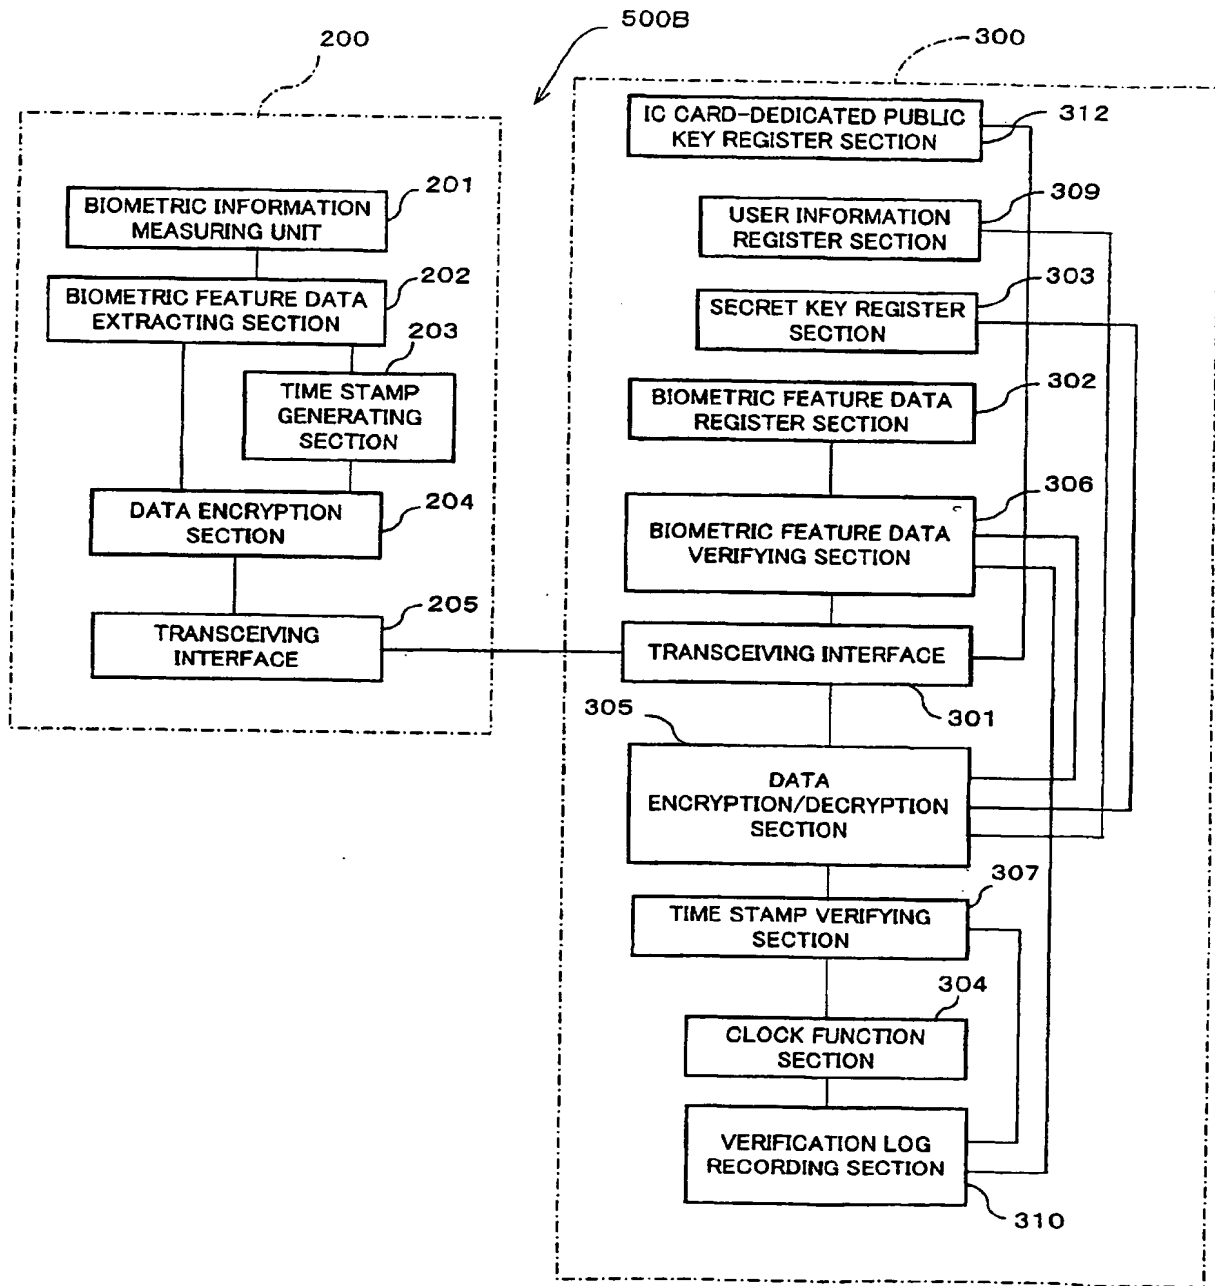 500B
200
300
IC CARD-DEDICATED PUBLIC
KEY REGISTER SECTION
312
201
BIOMETRIC INFORMATION
MEASURING UNIT
309
USER INFORMATION
REGISTER SECTION
202
BIOMETRIC FEATURE DATA
EXTRACTING SECTION
303
SECRET KEY REGISTER
SECTION
203
TIME STAMP
GENERATING
SECTION
302
BIOMETRIC FEATURE DATA
REGISTER SECTION
204
DATA ENCRYPTION
SECTION
306
BIOMETRIC FEATURE DATA
VERIFYING SECTION
205
TRANSCEIVING
INTERFACE
TRANSCEIVING INTERFACE
301
305
DATA
ENCRYPTION/DECRYPTION
SECTION
307
TIME STAMP VERIFYING
SECTION
304
CLOCK FUNCTION
SECTION
VERIFICATION LOG
RECORDING SECTION
310